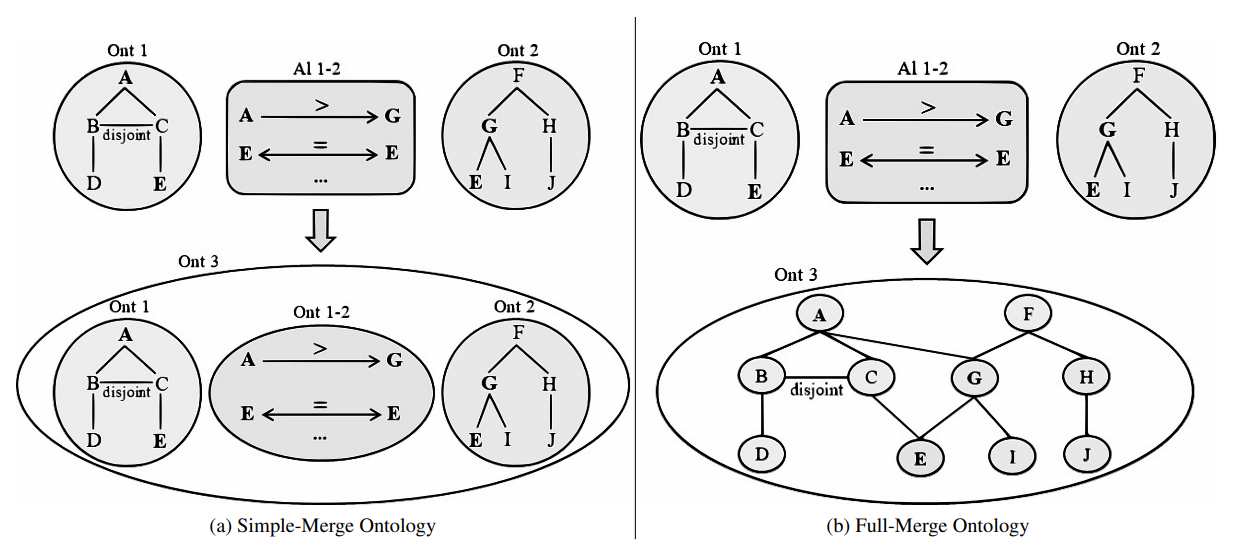 Ont 1
Al 1-2
Ont 2
A
B disjoint C
D E
A > G
E = E
...
F
G H
E I J
Ont 3
Ont 1
Ont 1-2
Ont 2
A
B disjoint C
D E
A > G
E = E
...
F
G H
E I J
(a) Simple-Merge Ontology
Ont 1
Al 1-2
Ont 2
A
B disjoint C
D E
A > G
E = E
...
F
G H
E I J
Ont 3
A F
B disjoint C G H
D E I J
(b) Full-Merge Ontology